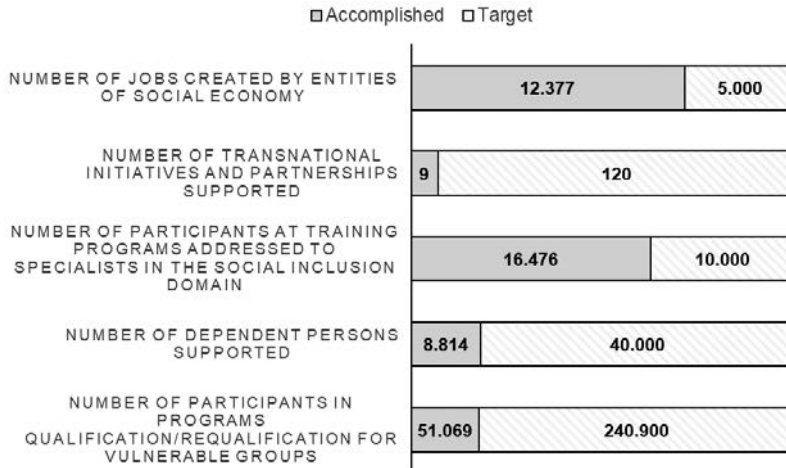 Accomplished Target
NUMBER OF JOBS CREATED BY ENTITIES
OF SOCIAL ECONOMY
12.377 5.000
NUMBER OF TRANSNATIONAL
INITIATIVES AND PARTNERSHIPS
SUPPORTED
9 120
NUMBER OF PARTICIPANTS AT TRAINING
PROGRAMS ADDRESSED TO
SPECIALISTS IN THE SOCIAL INCLUSION
DOMAIN
16.476 10.000
NUMBER OF DEPENDENT PERSONS
SUPPORTED
8.814 40.000
NUMBER OF PARTICIPANTS IN
PROGRAMS
QUALIFICATION/REQUALIFICATION FOR
VULNERABLE GROUPS
51.069 240.900